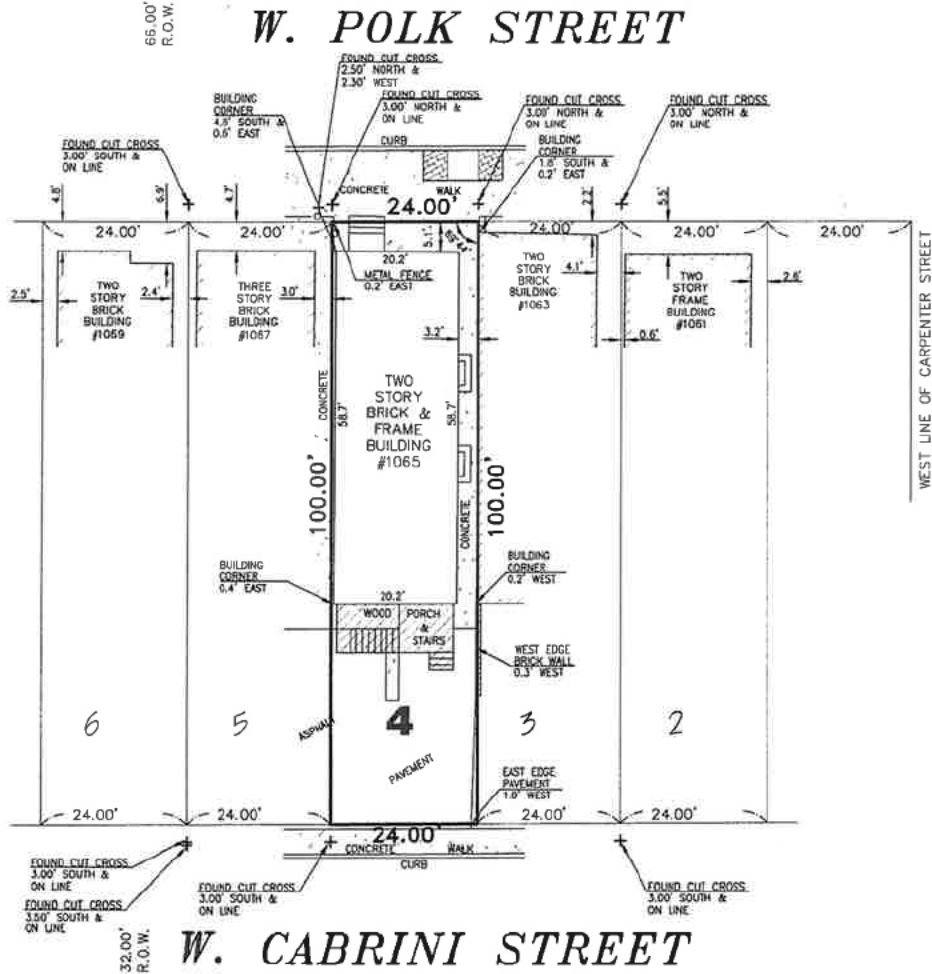 66.00'
R.O.W.
W. POLK STREET
FOUND CUT CROSS
2.50' NORTH &
2.30' WEST
BUILDING
CORNER
4.8' SOUTH &
0.6' EAST
FOUND CUT CROSS
3.00' NORTH &
ON LINE
FOUND CUT CROSS
3.00' NORTH &
ON LINE
FOUND CUT CROSS
3.00' NORTH &
ON LINE
FOUND CUT CROSS
3.00' SOUTH &
ON LINE
CURB
BUILDING
CORNER
1.8' SOUTH &
0.2' EAST
CONCRETE WALK
4.8'
6.9'
4.7'
24.00'
2.2'
5.5'
24.00'
24.00'
5.1'
89°44'
24.00'
24.00'
24.00'
20.2'
METAL FENCE
0.2' EAST
2.5'
TWO
STORY
BRICK
BUILDING
#1069
2.4'
THREE
STORY
BRICK
BUILDING
#1067
3.0'
TWO
STORY
BRICK
BUILDING
#1063
4.1'
TWO
STORY
FRAME
BUILDING
#1061
2.6'
0.6'
3.2'
WEST LINE OF CARPENTER STREET
CONCRETE
58.7'
TWO
STORY
BRICK &
FRAME
BUILDING
#1065
58.7'
100.00'
CONCRETE
100.00'
BUILDING
CORNER
0.4' EAST
BUILDING
CORNER
0.2' WEST
20.2'
WOOD PORCH
&
STAIRS
WEST EDGE
BRICK WALL
0.3' WEST
6
5
ASPHALT
4
3
2
PAVEMENT
EAST EDGE
PAVEMENT
1.0' WEST
24.00'
24.00'
24.00'
24.00'
24.00'
CONCRETE WALK
CURB
FOUND CUT CROSS
3.00' SOUTH &
ON LINE
FOUND CUT CROSS
3.50' SOUTH &
ON LINE
FOUND CUT CROSS
3.00' SOUTH &
ON LINE
FOUND CUT CROSS
3.00' SOUTH &
ON LINE
32.00'
R.O.W.
W. CABRINI STREET